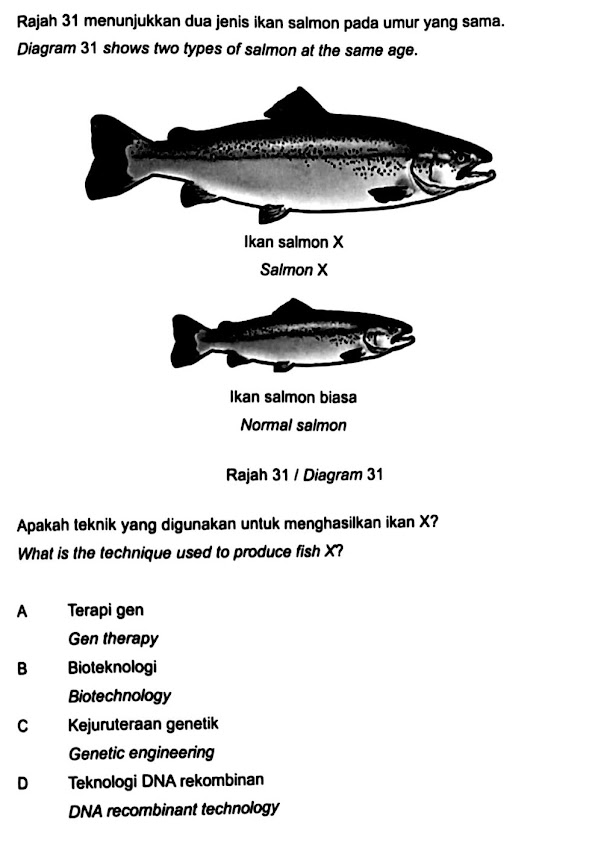 Rajah 31 menunjukkan dua jenis ikan salmon pada umur yang sama.
Diagram 31 shows two types of salmon at the same age.
Ikan salmon X
Salmon X
Ikan salmon biasa
Normal salmon
Rajah 31 / Diagram 31
Apakah teknik yang digunakan untuk menghasilkan ikan X?
What is the technique used to produce fish X?
A Terapi gen
Gen therapy
B Bioteknologi
Biotechnology
C Kejuruteraan genetik
Genetic engineering
D Teknologi DNA rekombinan
DNA recombinant technology